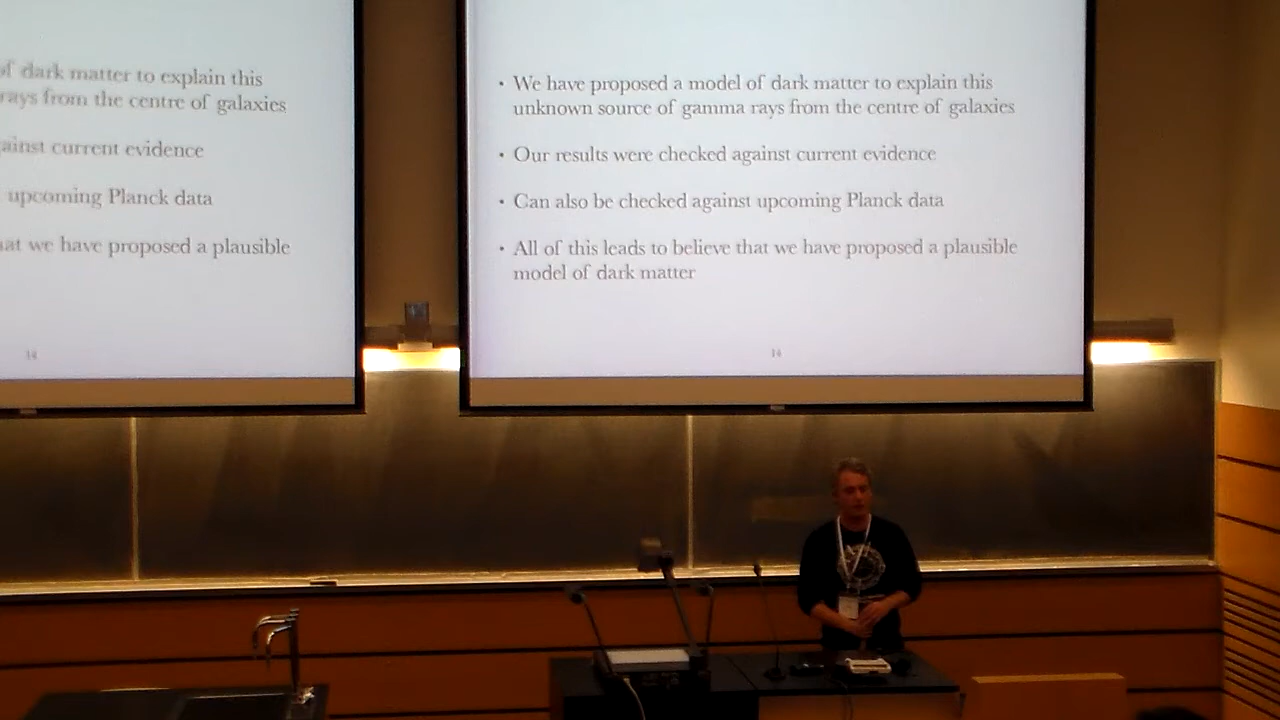 of dark matter to explain this
rays from the centre of galaxies
ainst current evidence
upcoming Planck data
at we have proposed a plausible
14
• We have proposed a model of dark matter to explain this
unknown source of gamma rays from the centre of galaxies
• Our results were checked against current evidence
• Can also be checked against upcoming Planck data
• All of this leads to believe that we have proposed a plausible
model of dark matter
14